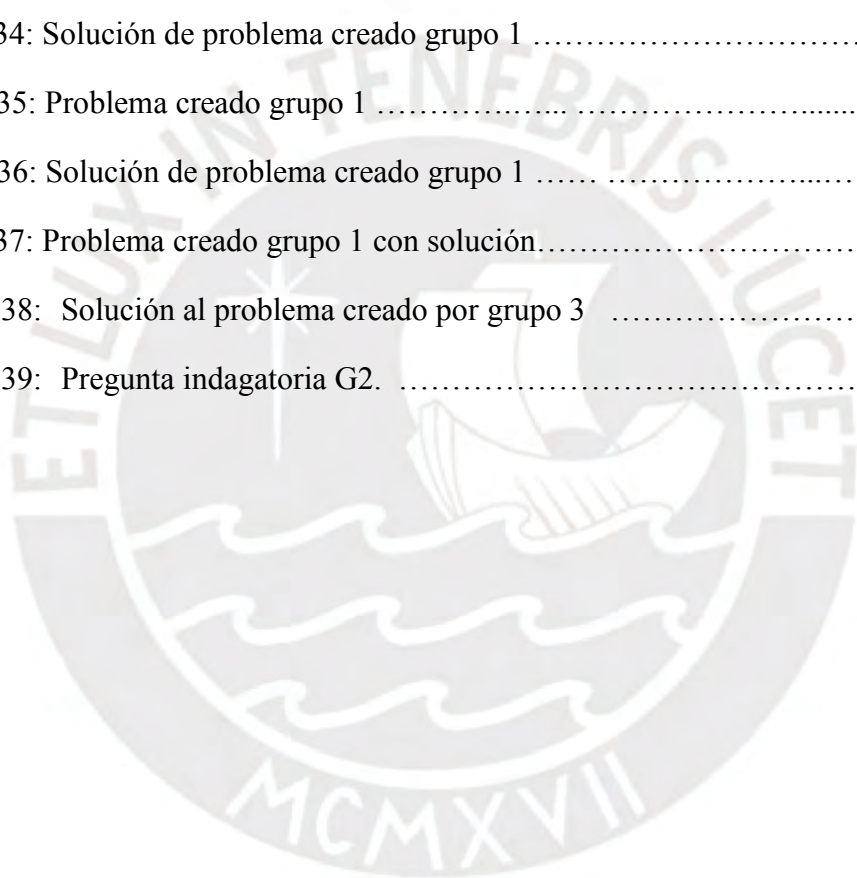 34: Solución de problema creado grupo 1 ……………………………
35: Problema creado grupo 1 ………….…... …………………........
36: Solución de problema creado grupo 1 …… …………………...….
37: Problema creado grupo 1 con solución……………………………
38: Solución al problema creado por grupo 3 ……………………
39: Pregunta indagatoria G2. …………………………………………
ET LUX IN TENEBRIS LUCET
MCMXVII